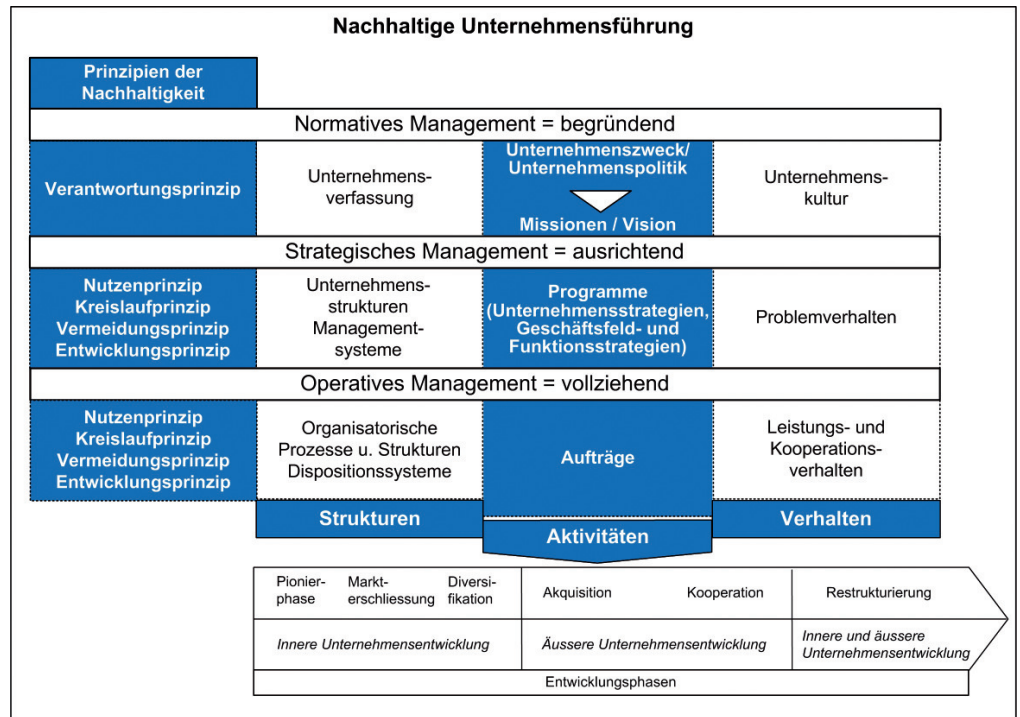 Nachhaltige Unternehmensführung
Prinzipien der
Nachhaltigkeit
Normatives Management = begründend
Verantwortungsprinzip
Unternehmens-
verfassung
Unternehmenszweck/
Unternehmenspolitik
Missionen / Vision
Unternehmens-
kultur
Strategisches Management = ausrichtend
Nutzenprinzip
Kreislaufprinzip
Vermeidungsprinzip
Entwicklungsprinzip
Unternehmens-
strukturen
Management-
systeme
Programme
(Unternehmensstrategien,
Geschäftsfeld- und
Funktionsstrategien)
Problemverhalten
Operatives Management = vollziehend
Nutzenprinzip
Kreislaufprinzip
Vermeidungsprinzip
Entwicklungsprinzip
Organisatorische
Prozesse u. Strukturen
Dispositionssysteme
Aufträge
Leistungs- und
Kooperations-
verhalten
Strukturen
Aktivitäten
Verhalten
Pionier-
phase
Markt-
erschliessung
Diversi-
fikation
Akquisition
Kooperation
Restrukturierung
Innere Unternehmensentwicklung
Äussere Unternehmensentwicklung
Innere und äussere
Unternehmensentwicklung
Entwicklungsphasen